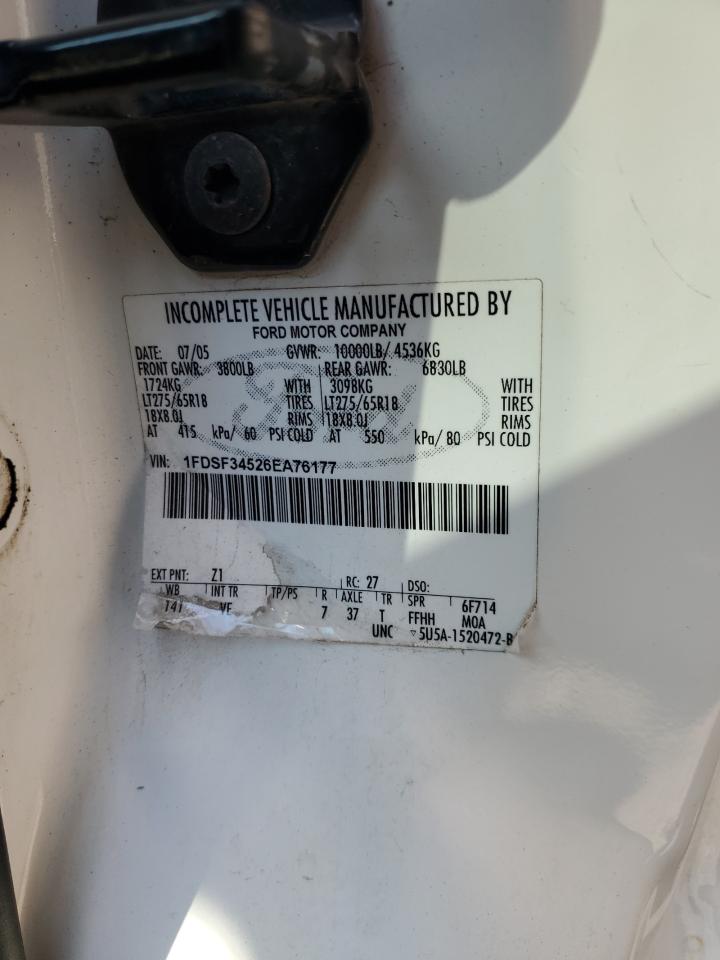 INCOMPLETE VEHICLE MANUFACTURED BY
FORD MOTOR COMPANY
DATE: 07/05 GVWR: 10000LB/ 4536KG
FRONT GAWR: 3800LB REAR GAWR: 6830LB
1724KG WITH 3098KG WITH
LT275/65R18 TIRES LT275/65R18 TIRES
18X8.0J RIMS 18X8.0J RIMS
AT 415 kPa/ 60 PSI COLD AT 550 kPa/ 80 PSI COLD
VIN: 1FDSF34526EA76177
EXT PNT: Z1 RC: 27 DSO:
WB INT TR TP/PS R AXLE TR SPR 6F714
141 VE 7 37 T FFHH MOA
UNC ▽5U5A-1520472-B